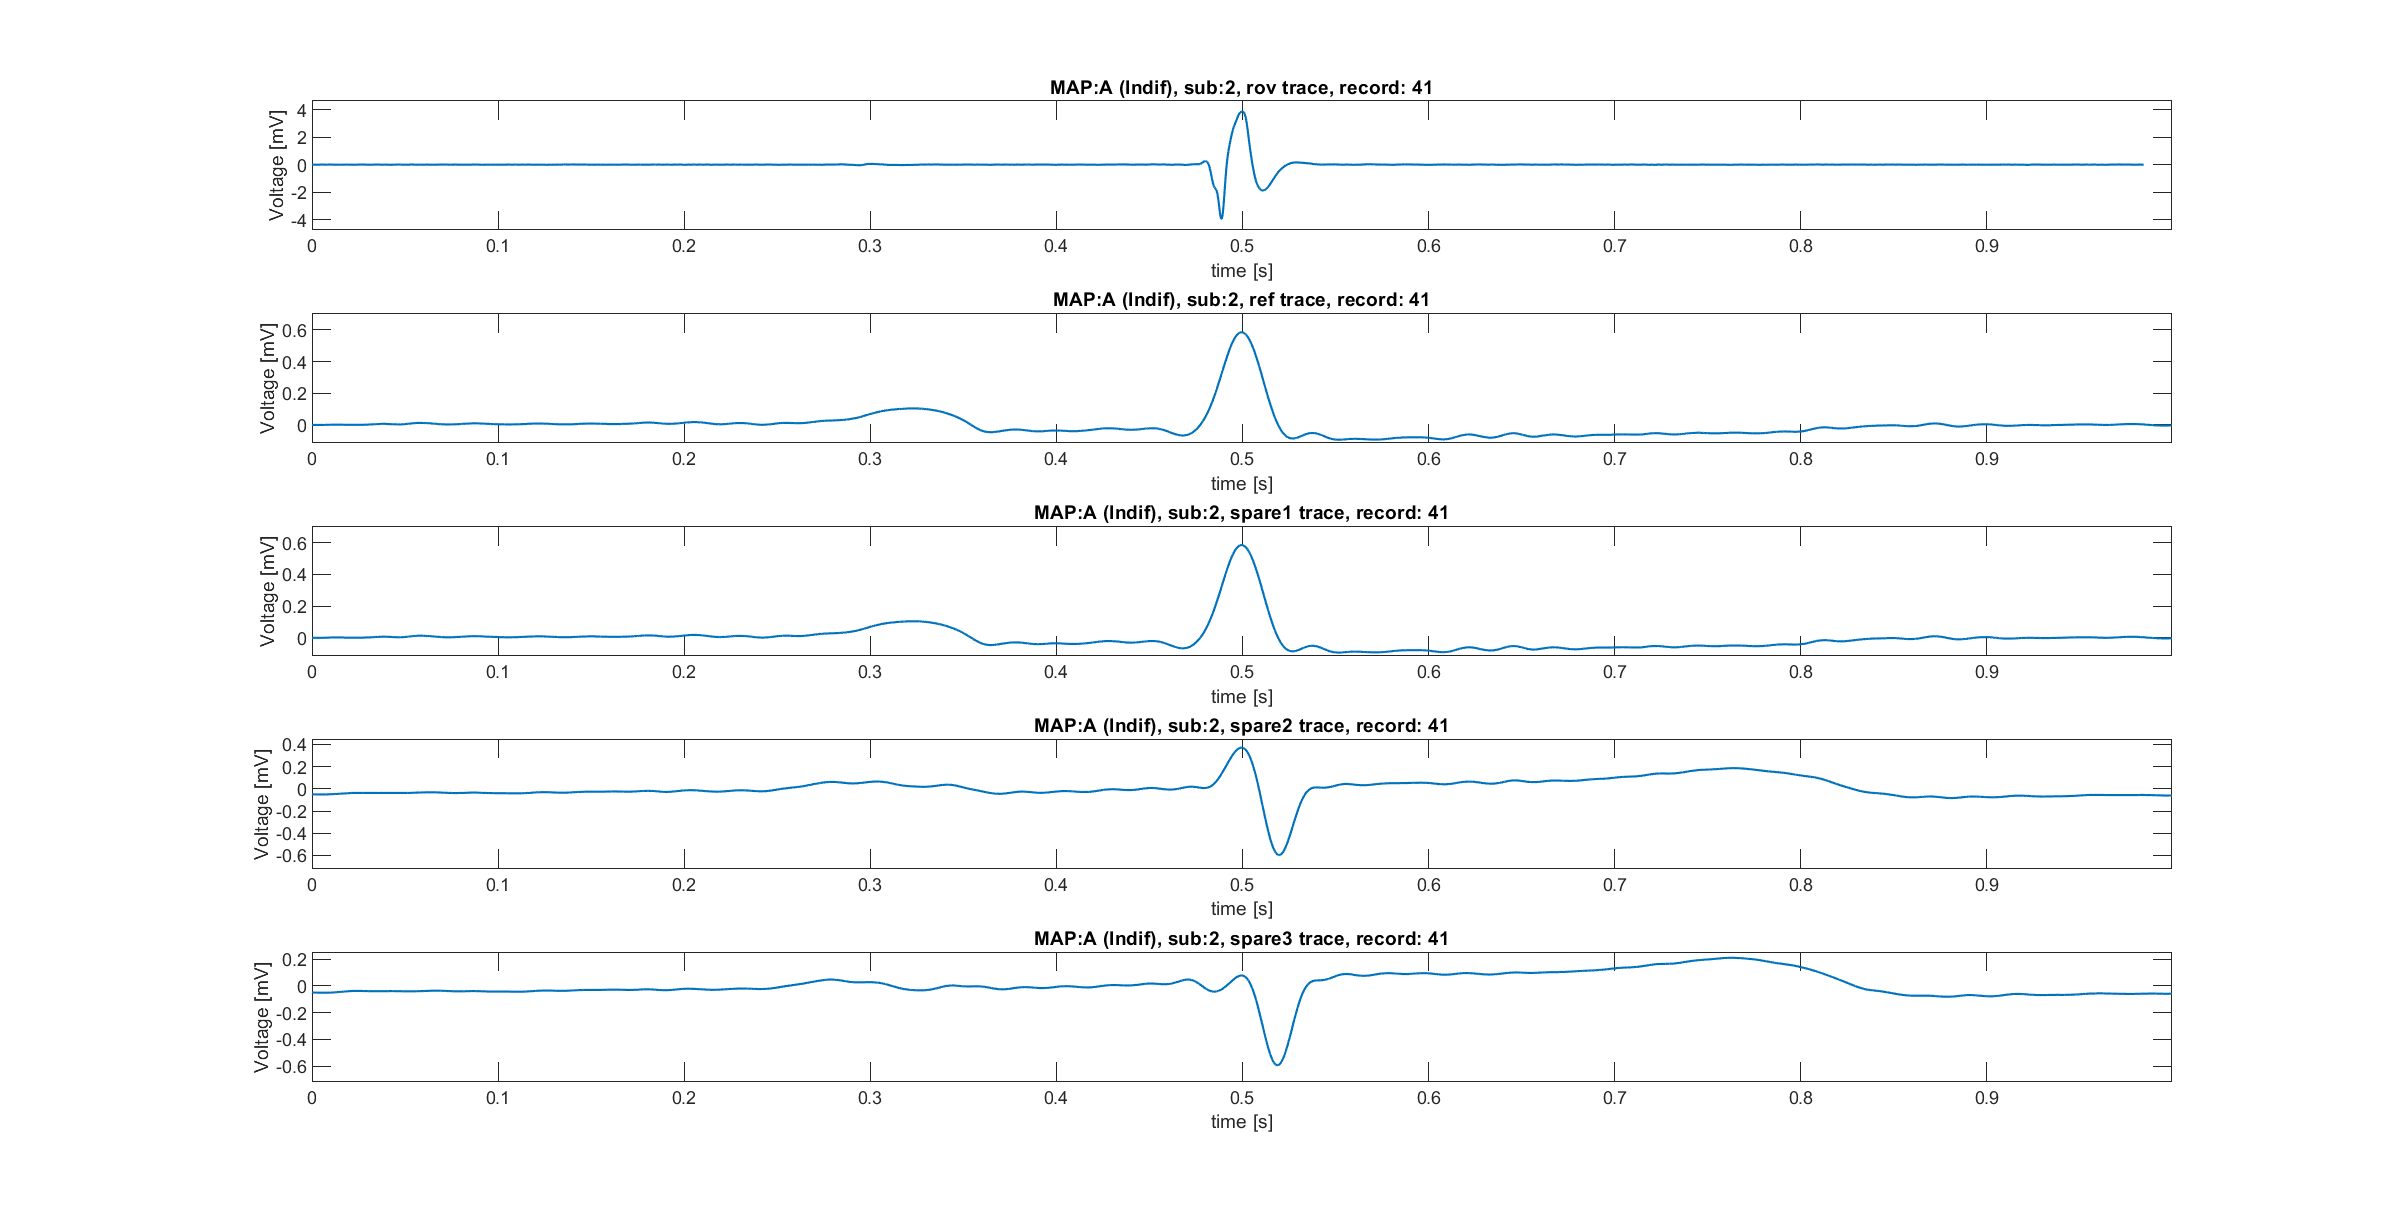 MAP:A (Indif), sub:2, rov trace, record: 41
Voltage [mV]
4
2
0
-2
-4
0 0.1 0.2 0.3 0.4 0.5 0.6 0.7 0.8 0.9
time [s]
MAP:A (Indif), sub:2, ref trace, record: 41
Voltage [mV]
0.6
0.4
0.2
0
0 0.1 0.2 0.3 0.4 0.5 0.6 0.7 0.8 0.9
time [s]
MAP:A (Indif), sub:2, spare1 trace, record: 41
Voltage [mV]
0.6
0.4
0.2
0
0 0.1 0.2 0.3 0.4 0.5 0.6 0.7 0.8 0.9
time [s]
MAP:A (Indif), sub:2, spare2 trace, record: 41
Voltage [mV]
0.4
0.2
0
-0.2
-0.4
-0.6
0 0.1 0.2 0.3 0.4 0.5 0.6 0.7 0.8 0.9
time [s]
MAP:A (Indif), sub:2, spare3 trace, record: 41
Voltage [mV]
0.2
0
-0.2
-0.4
-0.6
0 0.1 0.2 0.3 0.4 0.5 0.6 0.7 0.8 0.9
time [s]